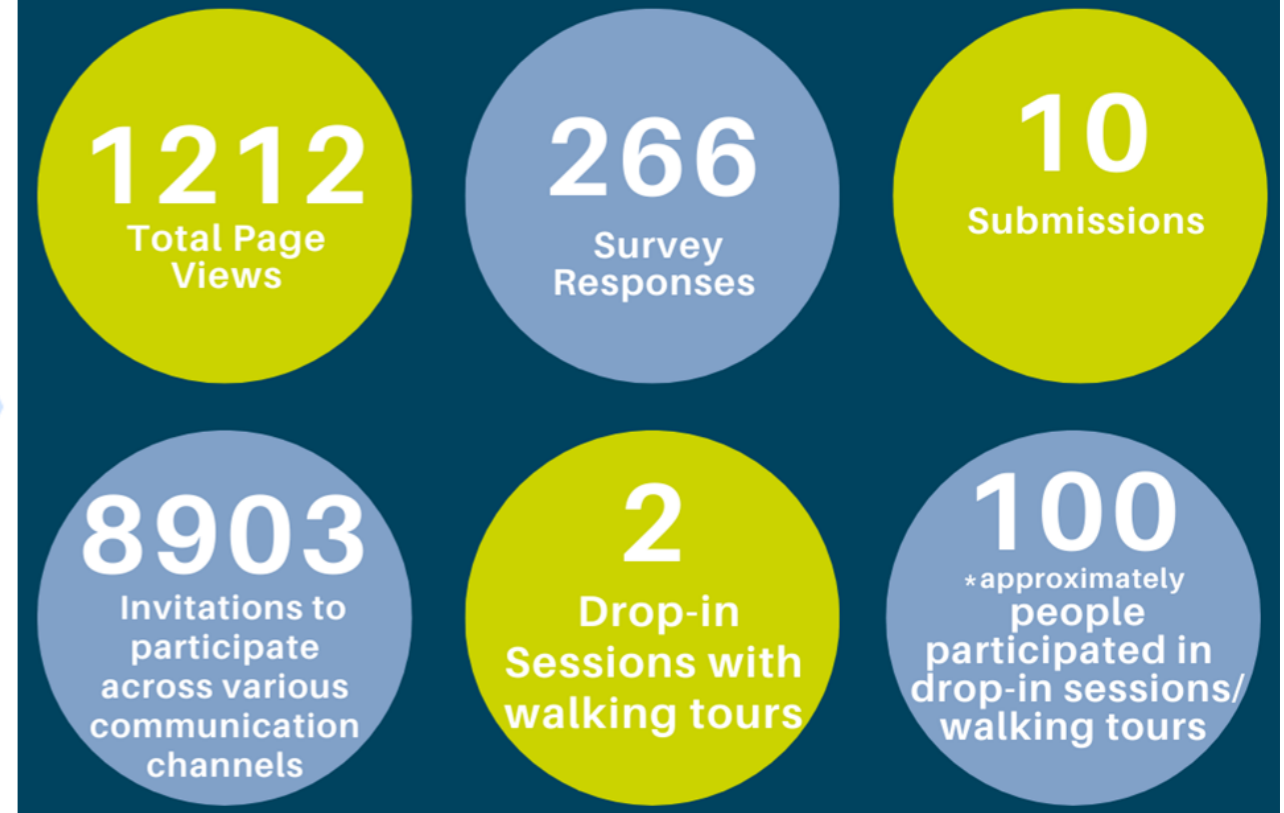 1212
Total Page
Views
266
Survey
Responses
10
Submissions
8903
Invitations to
participate
across various
communication
channels
2
Drop-in
Sessions with
walking tours
100
*approximately
people
participated in
drop-in sessions/
walking tours